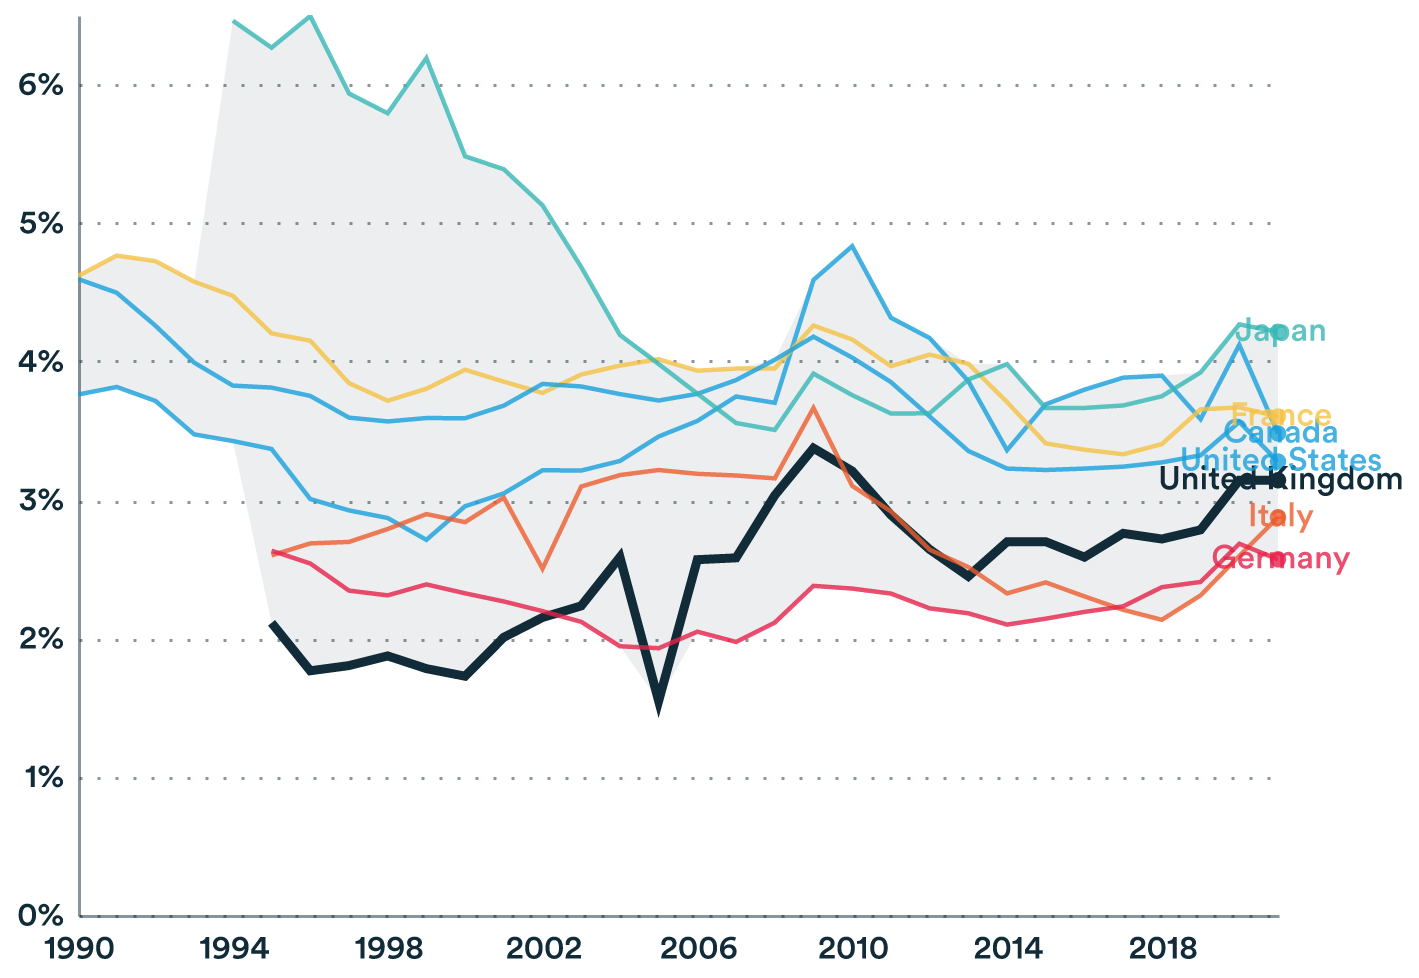 6%
5%
4%
3%
2%
1%
0%
Japan
France
Canada
United States
United Kingdom
Italy
Germany
1990 1994 1998 2002 2006 2010 2014 2018